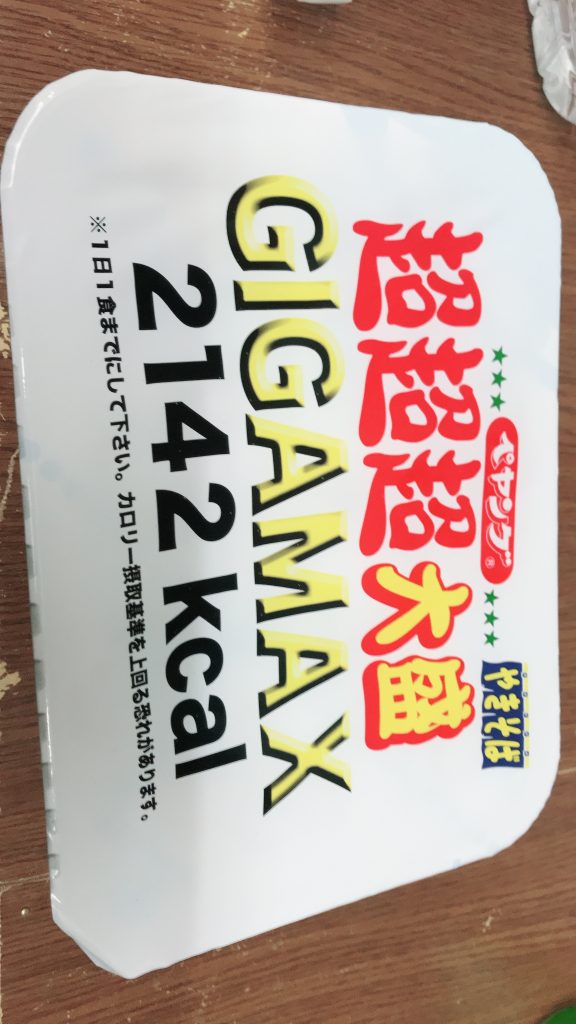 ペヤング®
やきそば
超超超大盛
GIGAMAX
2142kcal
※1日1食までにして下さい。カロリー摂取基準を上回る恐れがあります。